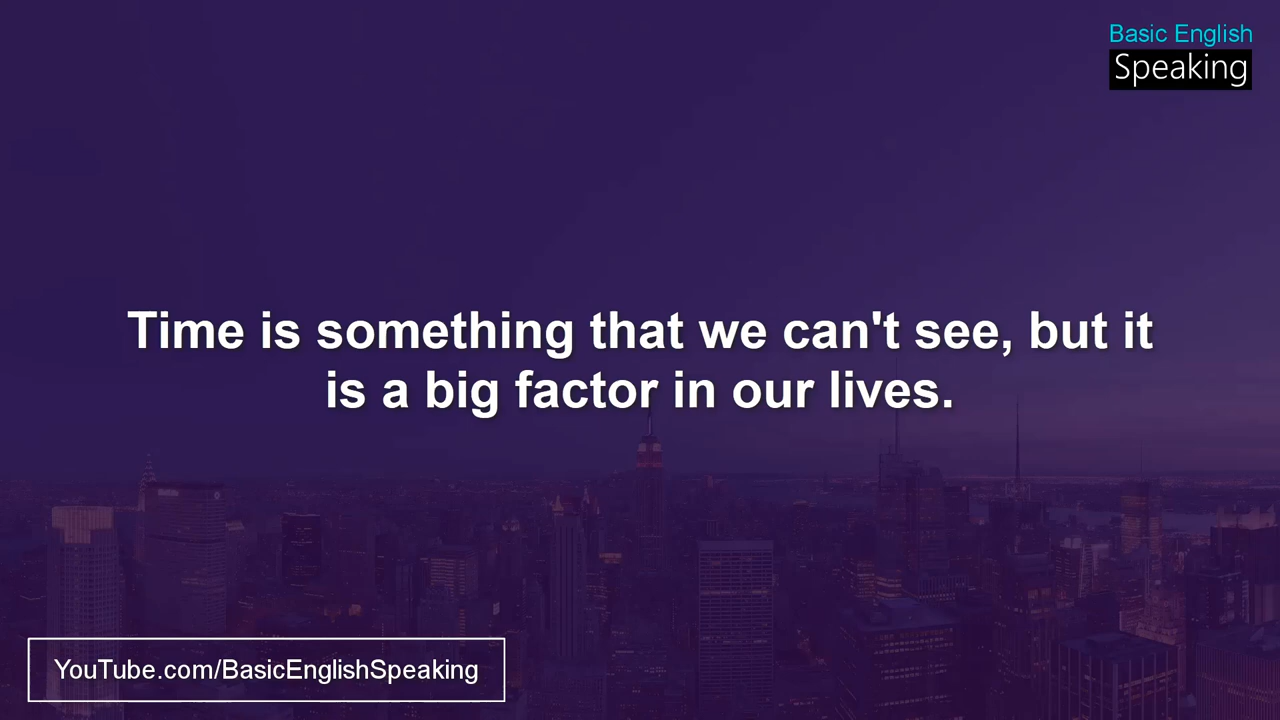 Basic English
Speaking
Time is something that we can't see, but it
is a big factor in our lives.
YouTube.com/BasicEnglishSpeaking